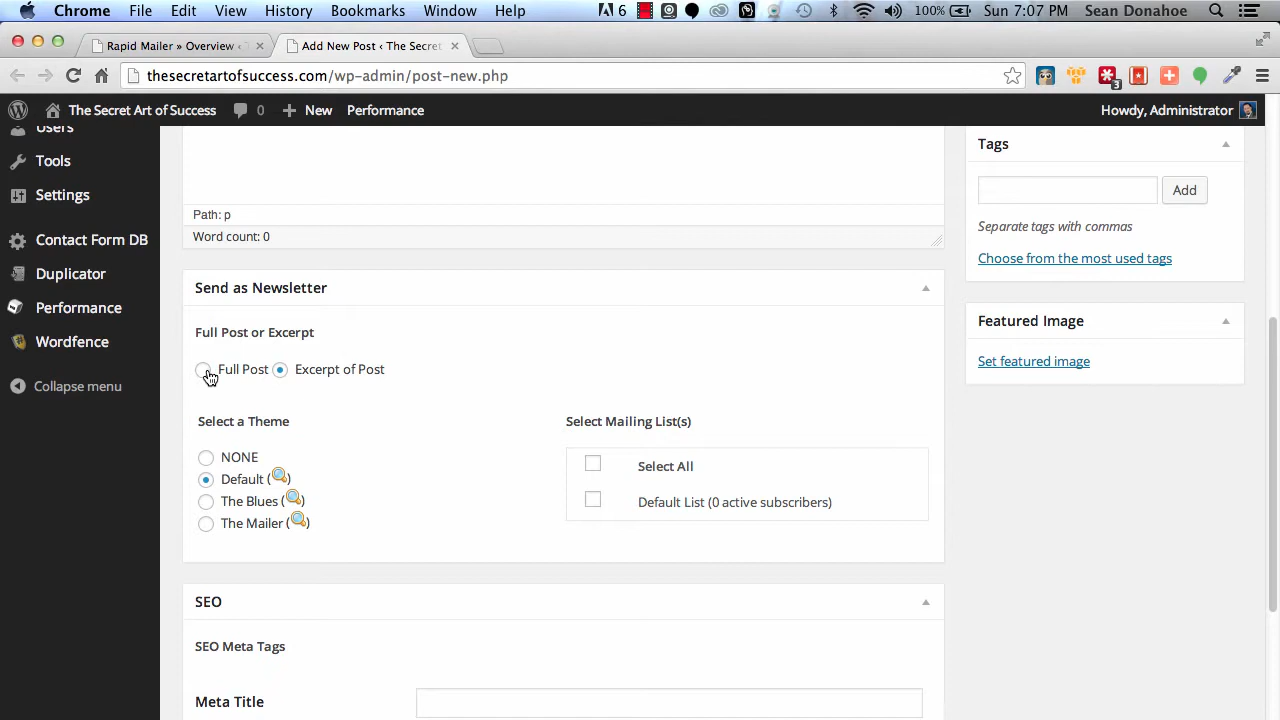 Chrome File Edit View History Bookmarks Window Help 6 100% Sun 7:07 PM Sean Donahoe
Rapid Mailer » Overview ‹
Add New Post ‹ The Secret
thesecretartofsuccess.com/wp-admin/post-new.php
3
The Secret Art of Success 0 New Performance Howdy, Administrator
Users
Tools
Settings
Contact Form DB
Duplicator
Performance
Wordfence
Collapse menu
Path: p
Word count: 0
Send as Newsletter
Full Post or Excerpt
Full Post Excerpt of Post
Select a Theme
NONE
Default ( )
The Blues ( )
The Mailer ( )
Select Mailing List(s)
Select All
Default List (0 active subscribers)
SEO
SEO Meta Tags
Meta Title
Tags
Add
Separate tags with commas
Choose from the most used tags
Featured Image
Set featured image